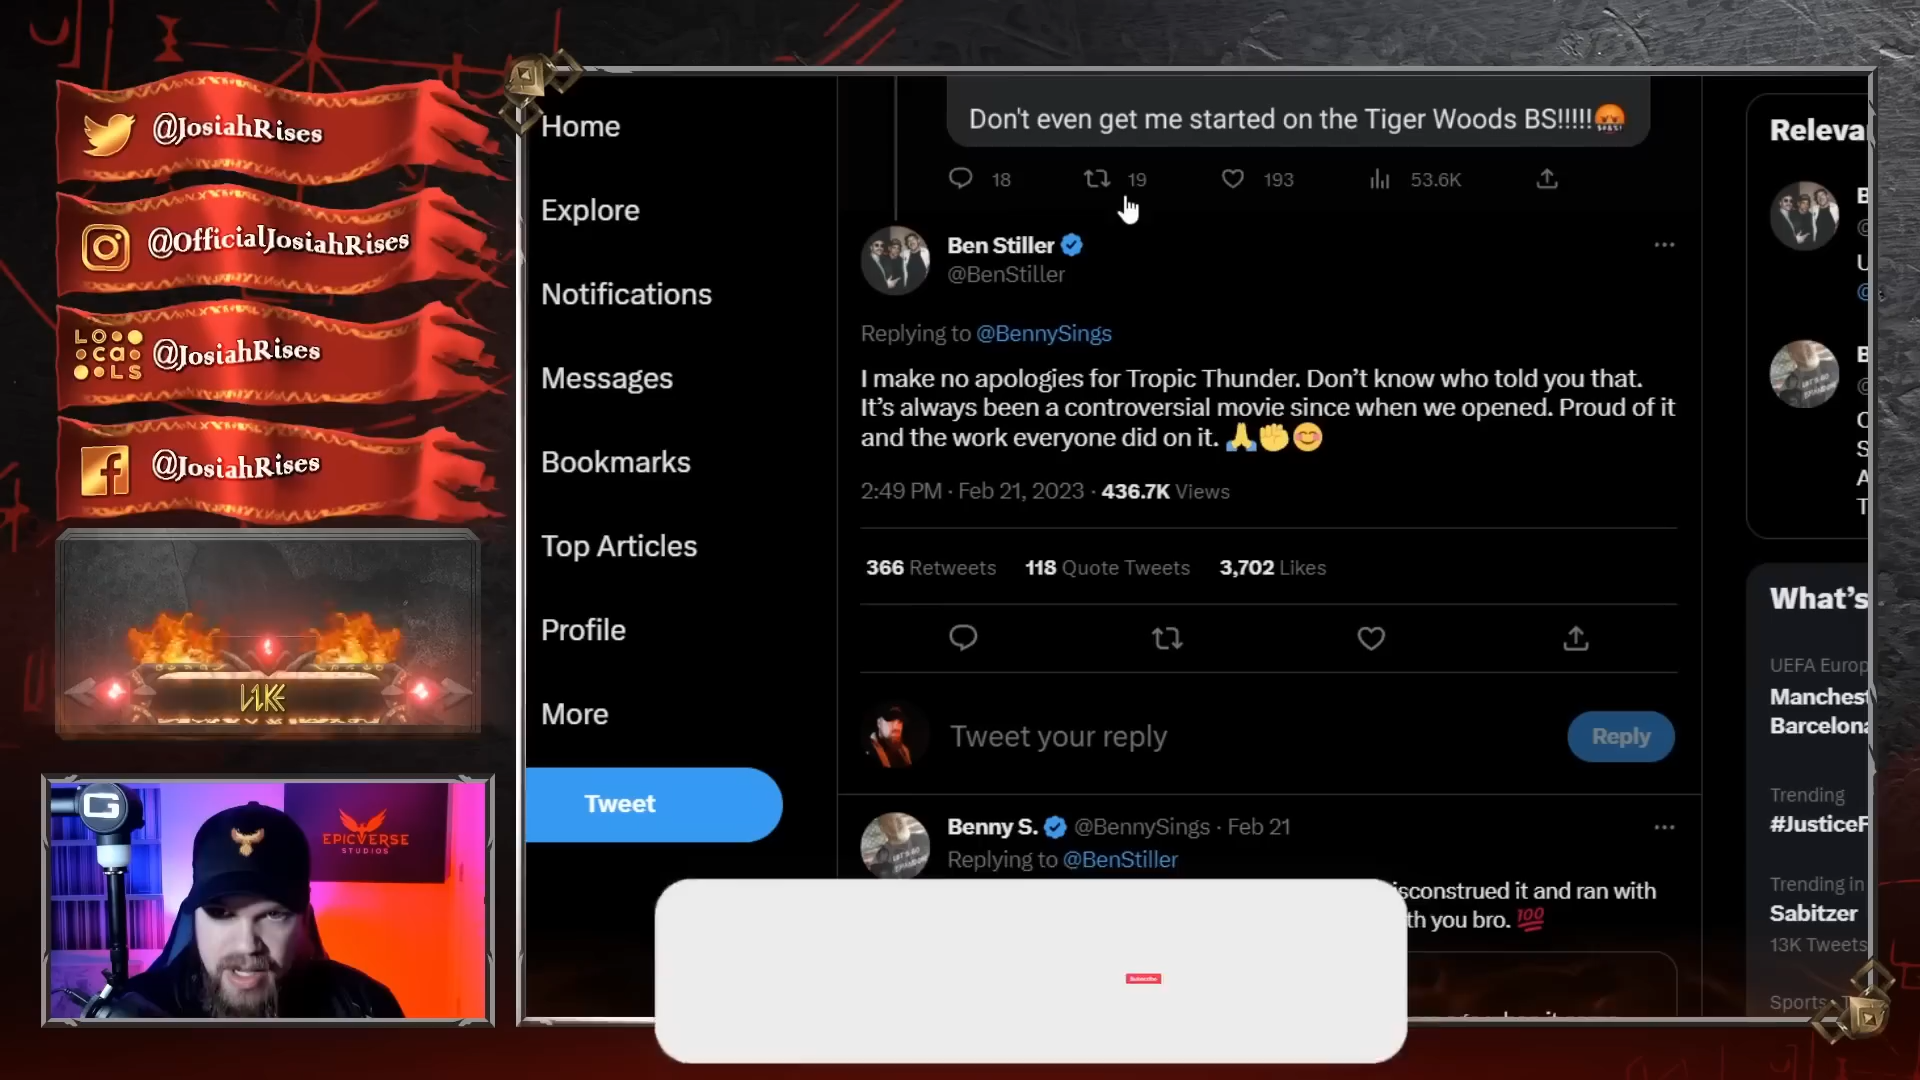 @JosiahRises
@OfficialJosiahRises
LOcaLS
@JosiahRises
@JosiahRises
LIKE
G
EPICVERSE
STUDIOS
Home
Explore
Notifications
Messages
Bookmarks
Top Articles
Profile
More
Tweet
Don't even get me started on the Tiger Woods BS!!!!!🤬
18 19 193 53.6K
Ben Stiller
@BenStiller
Replying to @BennySings
I make no apologies for Tropic Thunder. Don’t know who told you that.
It’s always been a controversial movie since when we opened. Proud of it
and the work everyone did on it. 🙏✊😊
2:49 PM · Feb 21, 2023 · 436.7K Views
366 Retweets 118 Quote Tweets 3,702 Likes
Tweet your reply
Reply
Benny S. @BennySings · Feb 21
Replying to @BenStiller
isconstrued it and ran with
th you bro. 💯
Subscribe
Releva
What’s
UEFA Europ
Manchest
Barcelona
Trending
#JusticeF
Trending in
Sabitzer
13K Tweets
Sports · T